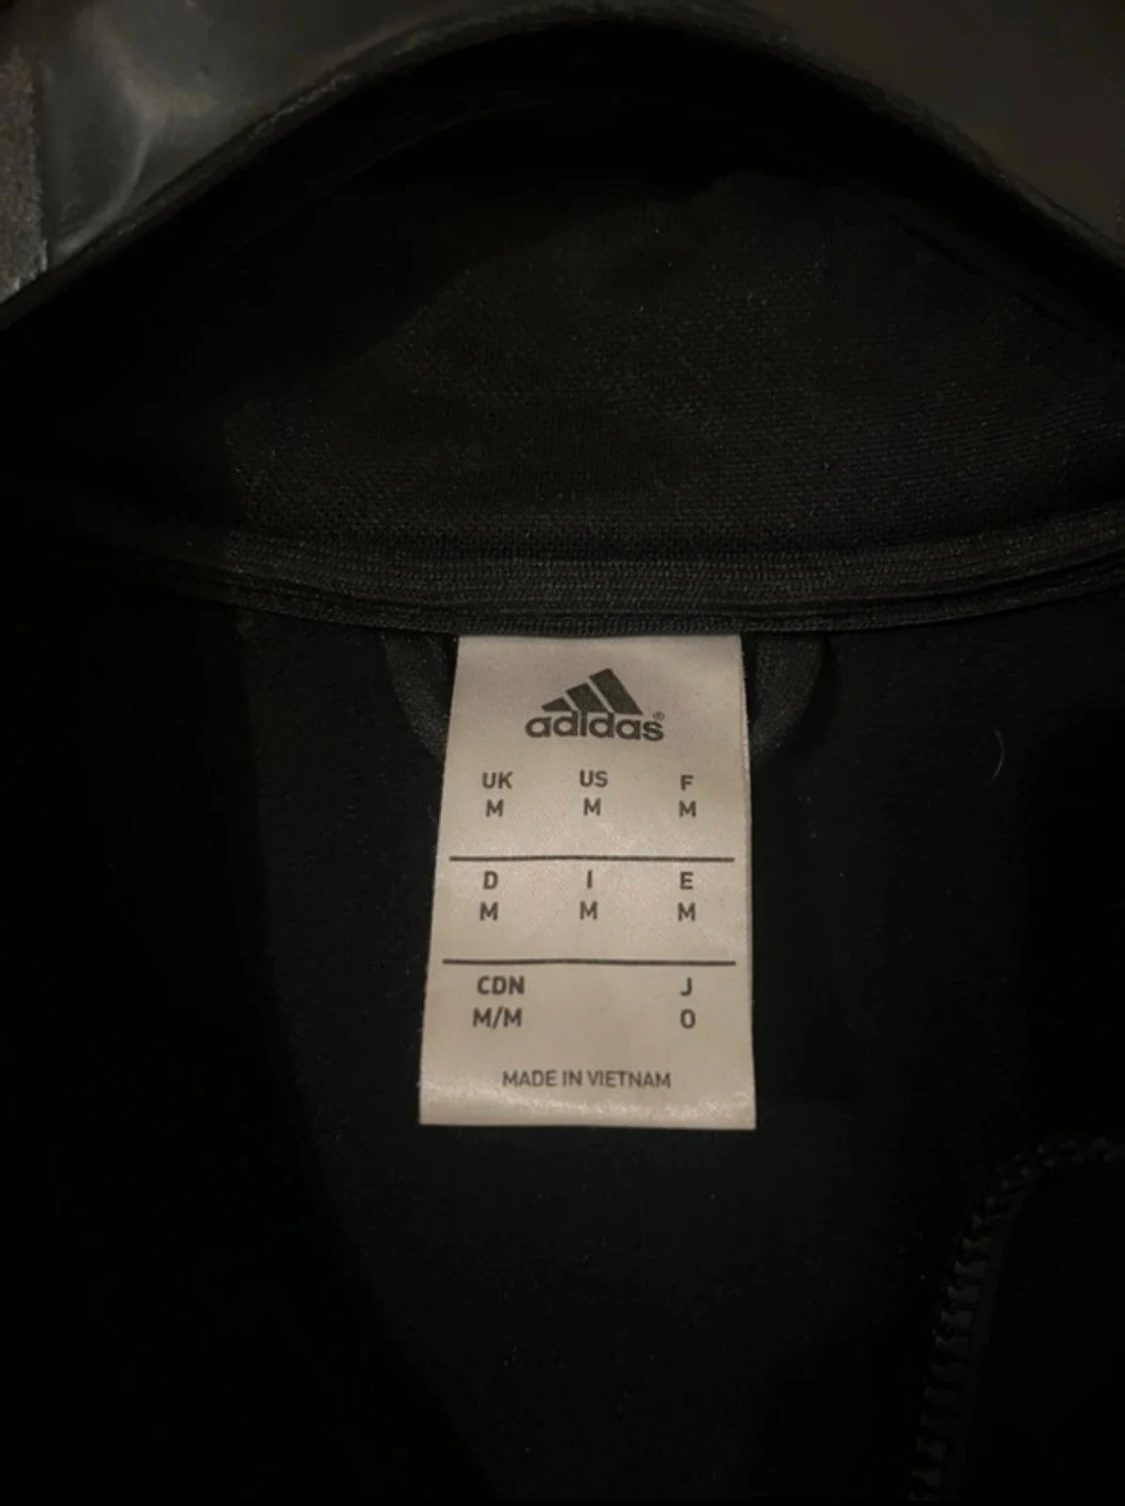 adidas®
UK US F
M M M
D I E
M M M
CDN J
M/M O
MADE IN VIETNAM